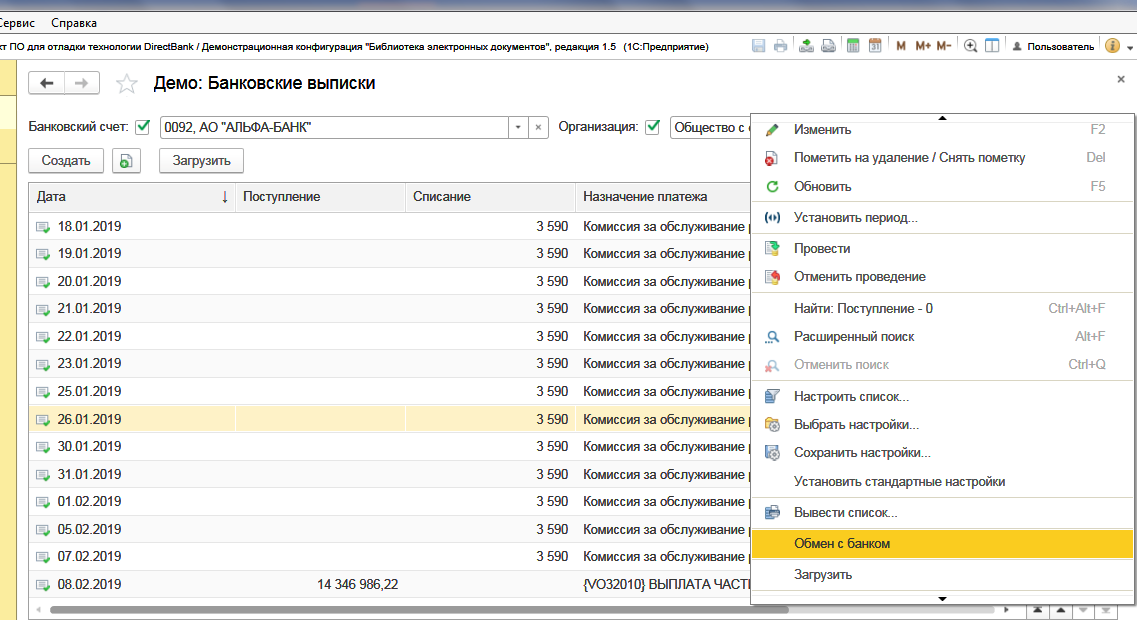 Сервис Справка
кт ПО для отладки технологии DirectBank / Демонстрационная конфигурация "Библиотека электронных документов", редакция 1.5 (1С:Предприятие) M M+ M- Пользователь
Демо: Банковские выписки
Банковский счет: 0092, АО "АЛЬФА-БАНК" Организация: Общество с
Создать Загрузить
Дата Поступление Списание Назначение платежа
18.01.2019 3 590 Комиссия за обслуживание
19.01.2019 3 590 Комиссия за обслуживание
20.01.2019 3 590 Комиссия за обслуживание
21.01.2019 3 590 Комиссия за обслуживание
22.01.2019 3 590 Комиссия за обслуживание
23.01.2019 3 590 Комиссия за обслуживание
25.01.2019 3 590 Комиссия за обслуживание
26.01.2019 3 590 Комиссия за обслуживание
30.01.2019 3 590 Комиссия за обслуживание
31.01.2019 3 590 Комиссия за обслуживание
01.02.2019 3 590 Комиссия за обслуживание
05.02.2019 3 590 Комиссия за обслуживание
07.02.2019 3 590 Комиссия за обслуживание
08.02.2019 14 346 986,22 {VO32010} ВЫПЛАТА ЧАСТ
Изменить F2
Пометить на удаление / Снять пометку Del
Обновить F5
Установить период...
Провести
Отменить проведение
Найти: Поступление - 0 Ctrl+Alt+F
Расширенный поиск Alt+F
Отменить поиск Ctrl+Q
Настроить список...
Выбрать настройки...
Сохранить настройки...
Установить стандартные настройки
Вывести список...
Обмен с банком
Загрузить